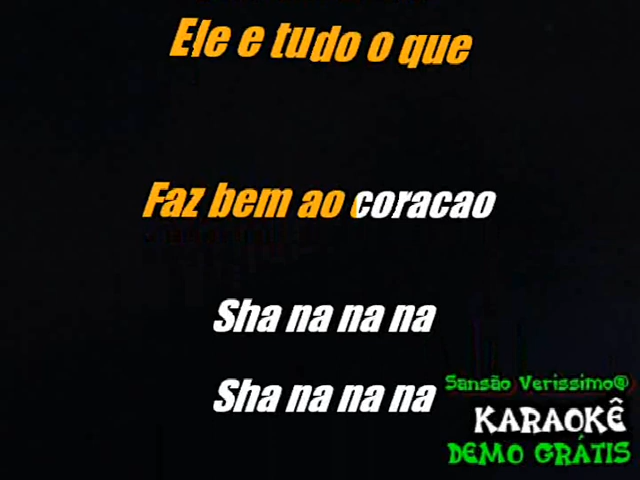 Ele e tudo o que
Faz bem ao coracao
Sha na na na
Sha na na na
Sansão Verissimo®
KARAOKÊ
DEMO GRÁTIS